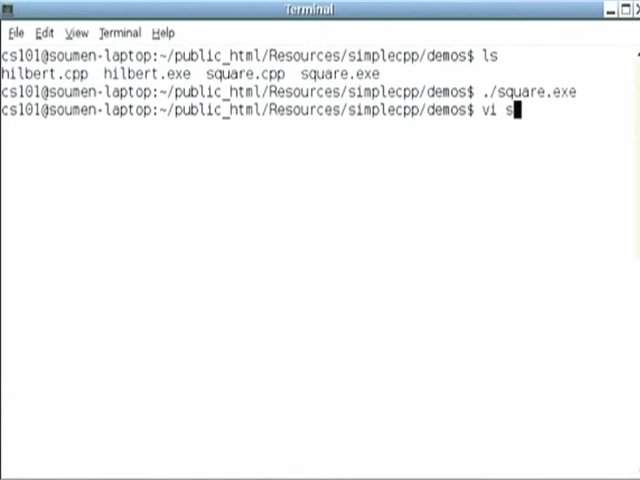 Terminal
File Edit View Terminal Help
cs101@soumen-laptop:~/public_html/Resources/simplecpp/demos$ ls
hilbert.cpp hilbert.exe square.cpp square.exe
cs101@soumen-laptop:~/public_html/Resources/simplecpp/demos$ ./square.exe
cs101@soumen-laptop:~/public_html/Resources/simplecpp/demos$ vi s